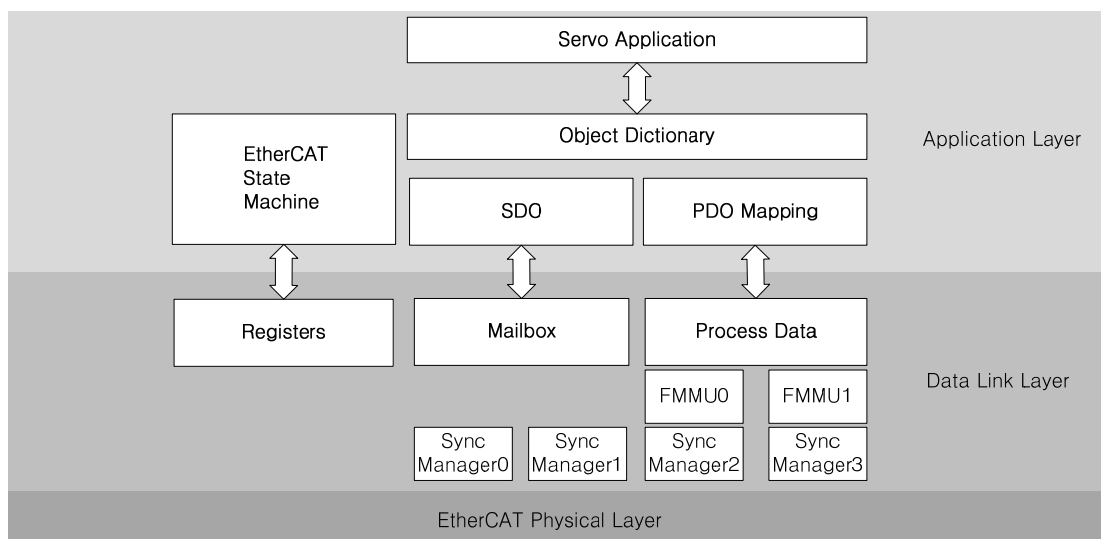 Servo Application
Object Dictionary
Application Layer
EtherCAT
State
Machine
SDO
PDO Mapping
Registers
Mailbox
Process Data
Data Link Layer
FMMU0
FMMU1
Sync
Manager0
Sync
Manager1
Sync
Manager2
Sync
Manager3
EtherCAT Physical Layer